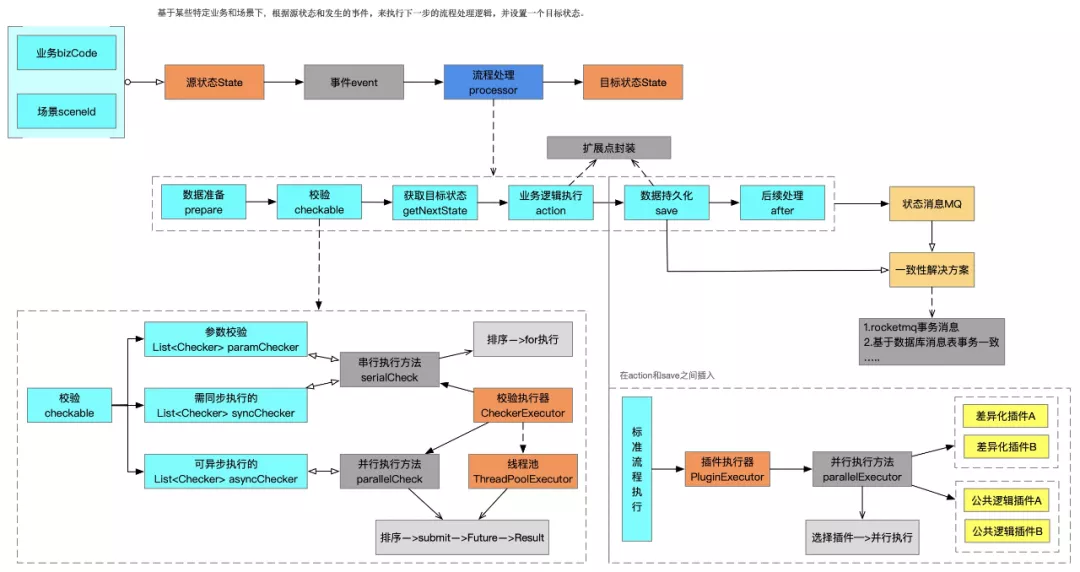 基于某些特定业务和场景下，根据源状态和发生的事件，来执行下一步的流程处理逻辑，并设置一个目标状态。
业务bizCode
场景sceneId
源状态State
事件event
流程处理
processor
目标状态State
扩展点封装
数据准备
prepare
校验
checkable
获取目标状态
getNextState
业务逻辑执行
action
数据持久化
save
后续处理
after
状态消息MQ
一致性解决方案
1.rocketmq事务消息
2.基于数据库消息表事务一致
.....
参数校验
List<Checker> paramChecker
串行执行方法
serialCheck
排序—>for执行
校验
checkable
需同步执行的
List<Checker> syncChecker
校验执行器
CheckerExecutor
可异步执行的
List<Checker> asyncChecker
并行执行方法
parallelCheck
线程池
ThreadPoolExecutor
排序—>submit—>Future—>Result
在action和save之间插入
标准流程执行
插件执行器
PluginExecutor
并行执行方法
parallelExecutor
选择插件—>并行执行
差异化插件A
差异化插件B
公共逻辑插件A
公共逻辑插件B